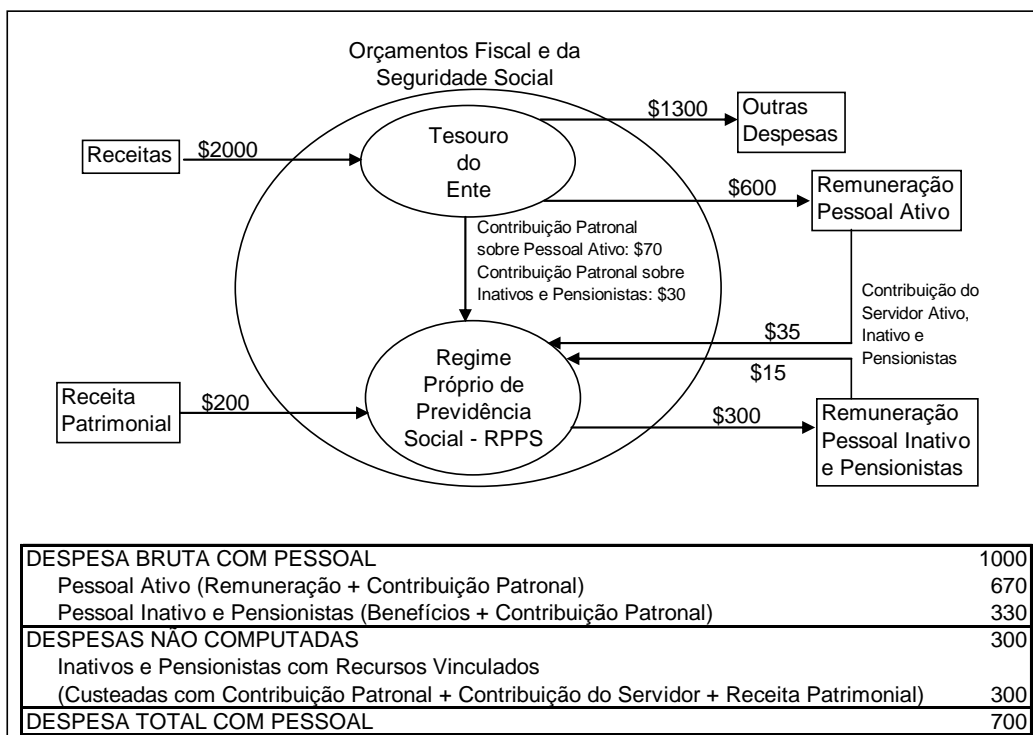 Orçamentos Fiscal e da
Seguridade Social
Receitas
$2000
Tesouro
do
Ente
$1300
Outras
Despesas
$600
Remuneração
Pessoal Ativo
Contribuição Patronal
sobre Pessoal Ativo: $70
Contribuição Patronal sobre
Inativos e Pensionistas: $30
Contribuição do
Servidor Ativo,
Inativo e
Pensionistas
$35
$15
Receita
Patrimonial
$200
Regime
Próprio de
Previdência
Social - RPPS
$300
Remuneração
Pessoal Inativo
e Pensionistas
DESPESA BRUTA COM PESSOAL 1000
Pessoal Ativo (Remuneração + Contribuição Patronal) 670
Pessoal Inativo e Pensionistas (Benefícios + Contribuição Patronal) 330
DESPESAS NÃO COMPUTADAS 300
Inativos e Pensionistas com Recursos Vinculados
(Custeadas com Contribuição Patronal + Contribuição do Servidor + Receita Patrimonial) 300
DESPESA TOTAL COM PESSOAL 700